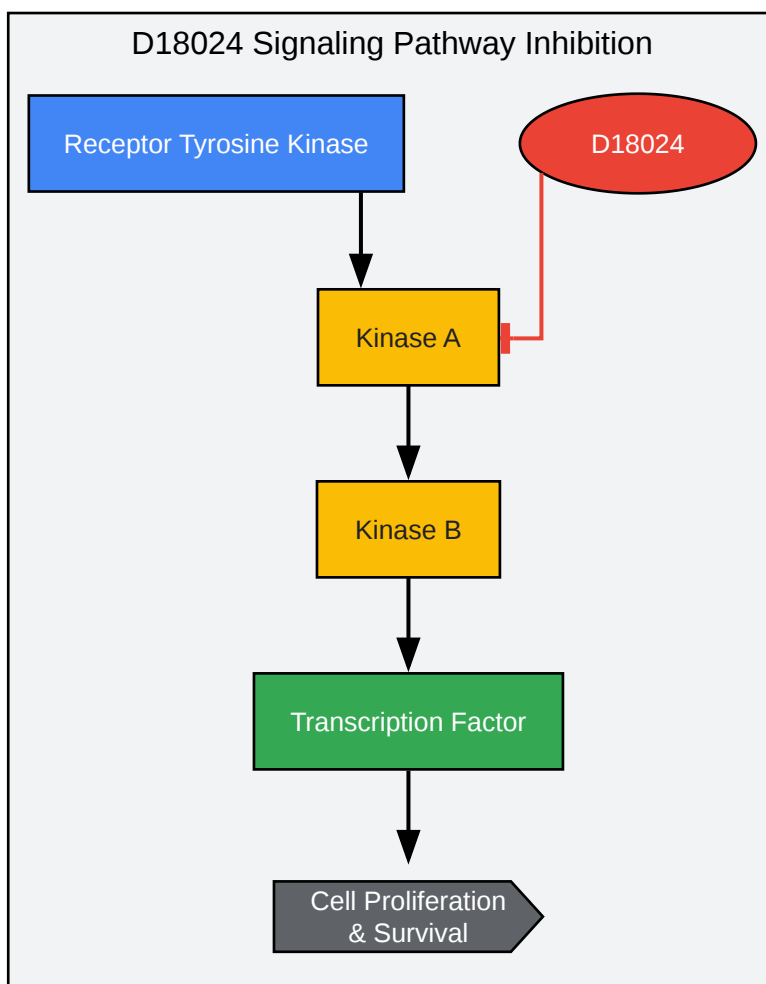 D18024 Signaling Pathway Inhibition
Receptor Tyrosine Kinase
D18024
Kinase A
Kinase B
Transcription Factor
Cell Proliferation
& Survival